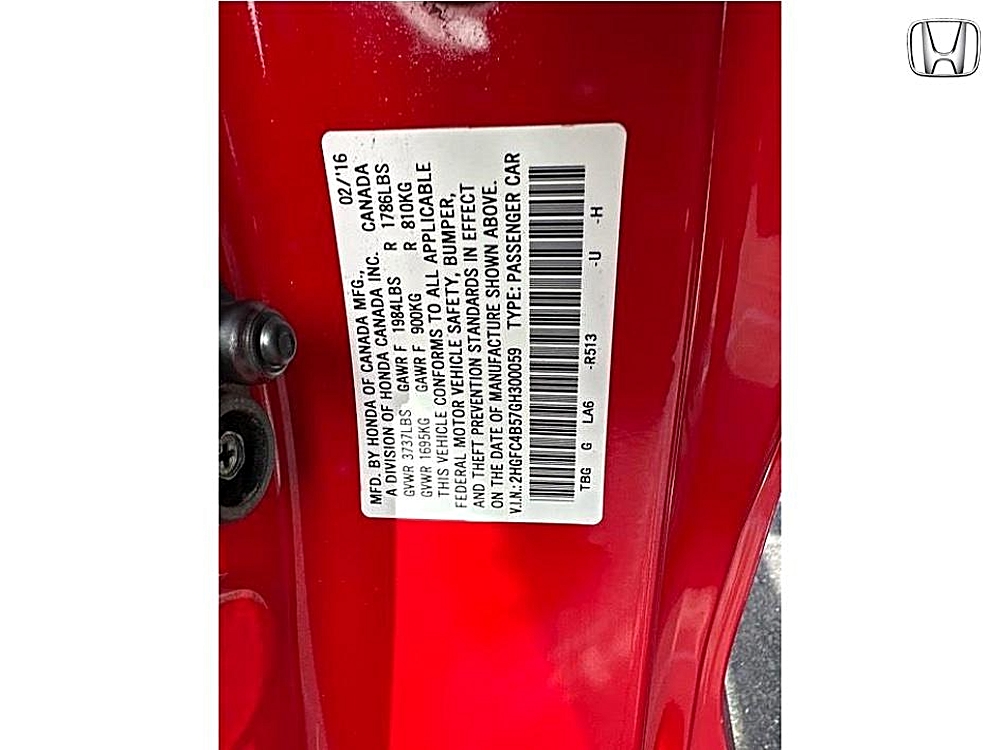 MFD. BY HONDA OF CANADA MFG., 02/'16
A DIVISION OF HONDA CANADA INC. CANADA
GVWR 3737LBS GAWR F 1984LBS R 1786LBS
GVWR 1695KG GAWR F 900KG R 810KG
THIS VEHICLE CONFORMS TO ALL APPLICABLE
FEDERAL MOTOR VEHICLE SAFETY, BUMPER,
AND THEFT PREVENTION STANDARDS IN EFFECT
ON THE DATE OF MANUFACTURE SHOWN ABOVE.
V.I.N.: 2HGFC4B57GH300059 TYPE: PASSENGER CAR
TBG G LA6 -R513 -U -H